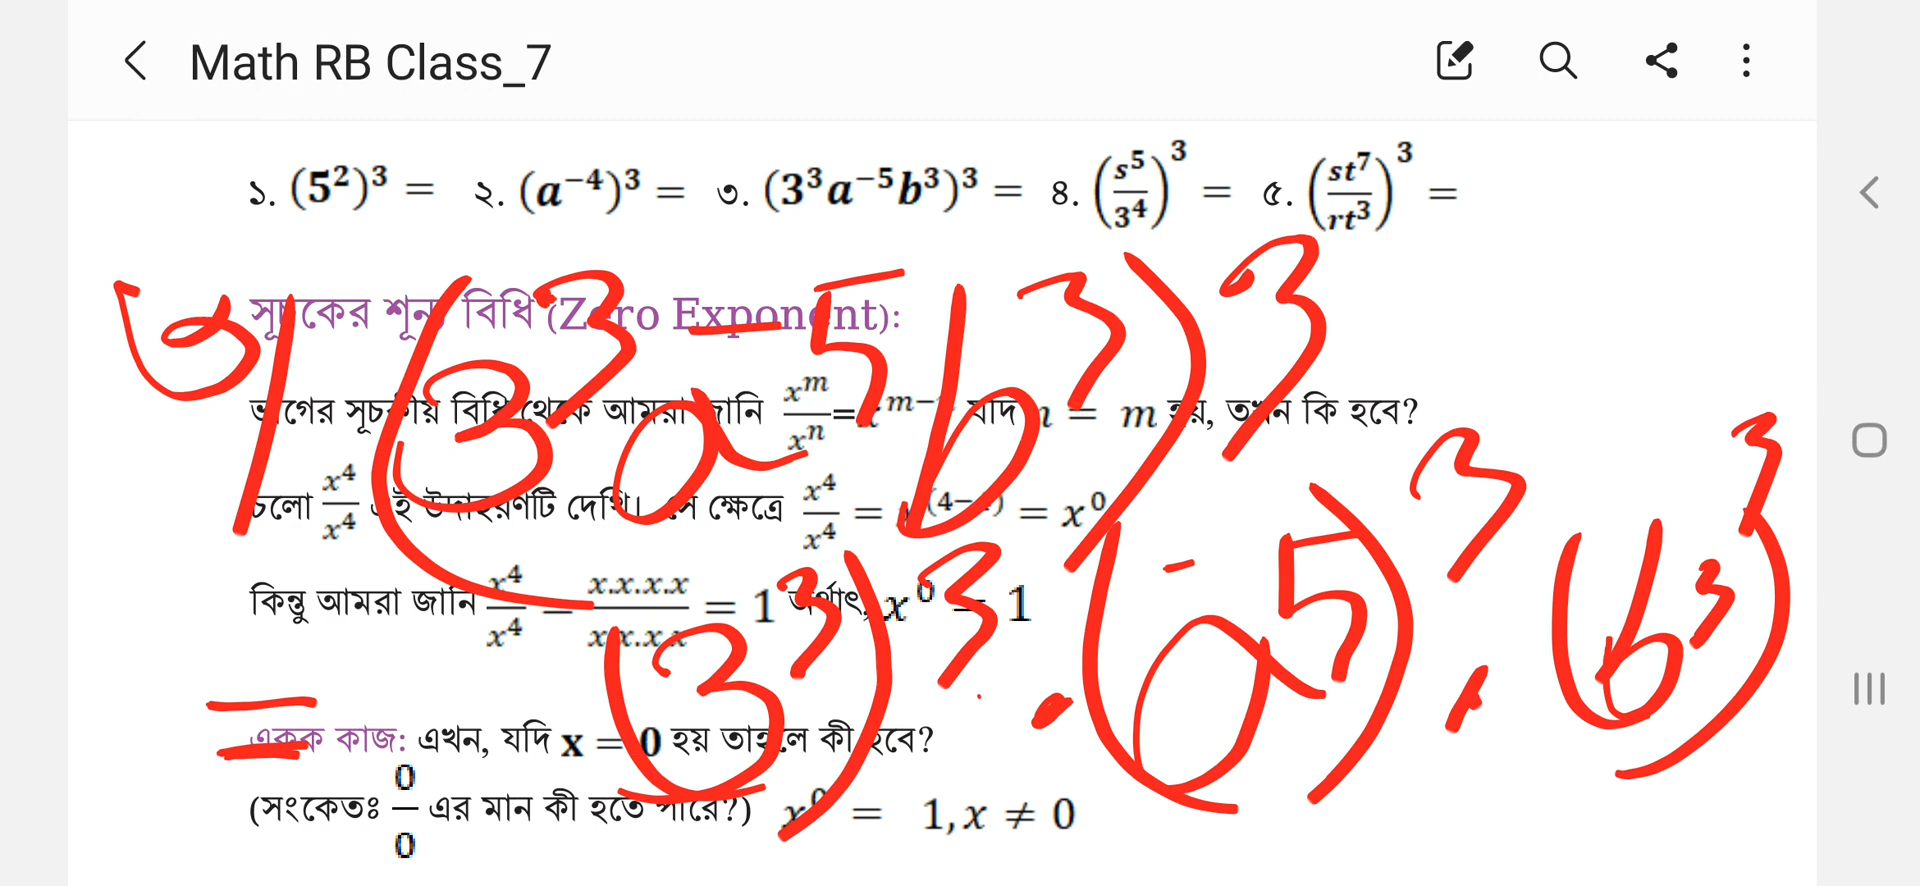 Math RB Class_7
১. (5²)³ = ২. (a⁻⁴)³ = ৩. (3³a⁻⁵b³)³ = 8. (s⁵/3⁴)³ = ৫. (st⁷/rt³)³ =
সূচকের শূন্য বিধি (Zero Exponent):
৩/ (3³a⁻⁵b³)³
ভাগের সূচকীয় বিধি থেকে আমরা জানি xᵐ/xⁿ = xᵐ⁻ যদি n = m হয়, তখন কি হবে?
চলো x⁴/x⁴ এই উদাহরণটি দেখি। সে ক্ষেত্রে x⁴/x⁴ = x⁽⁴⁻⁴⁾ = x⁰
কিন্তু আমরা জানি x⁴/x⁴ = x.x.x.x/x.x.x.x = 1 অর্থাৎ, x⁰ = 1
= (3³)³ . (a⁻⁵)³ . (b³)³
একক কাজ: এখন, যদি x = 0 হয় তাহলে কী হবে?
(সংকেতঃ 0/0 এর মান কী হতে পারে?) x⁰ = 1, x ≠ 0